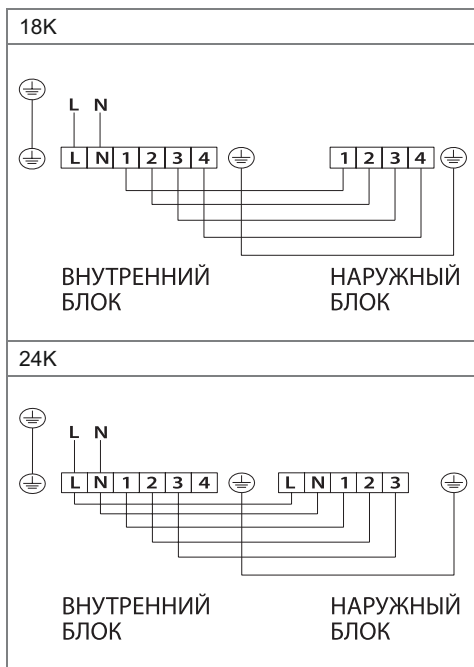 18K
L N
L N 1 2 3 4 1 2 3 4
ВНУТРЕННИЙ НАРУЖНЫЙ
БЛОК БЛОК
24K
L N
L N 1 2 3 4 L N 1 2 3
ВНУТРЕННИЙ НАРУЖНЫЙ
БЛОК БЛОК